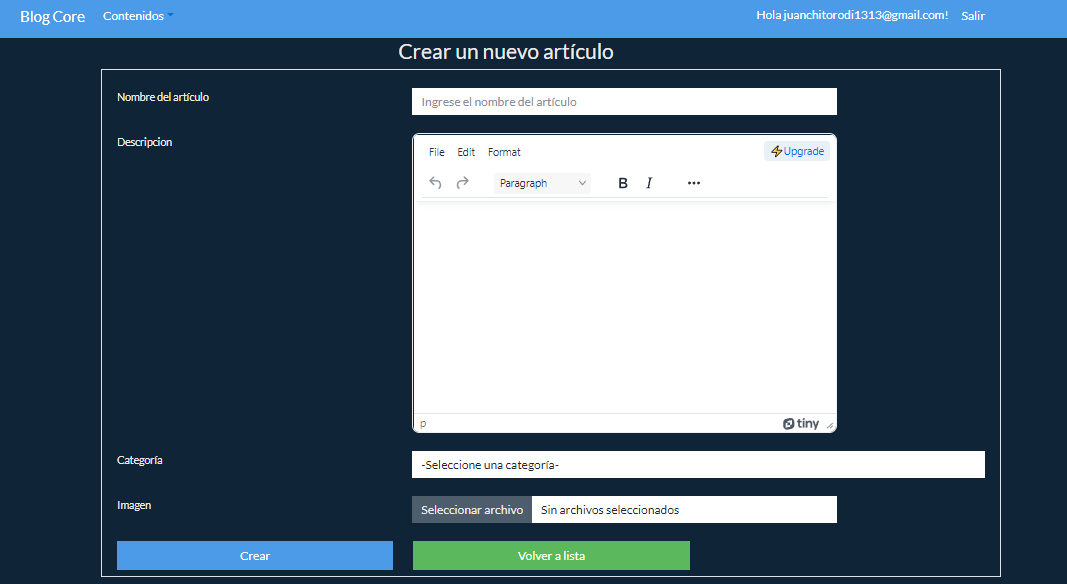 Blog Core Contenidos Hola juanchitorodi1313@gmail.com! Salir
Crear un nuevo artículo
Nombre del artículo Ingrese el nombre del artículo
Descripcion
File Edit Format ⚡Upgrade
Paragraph B I ...
p tiny
Categoría -Seleccione una categoría-
Imagen Seleccionar archivo Sin archivos seleccionados
Crear Volver a lista